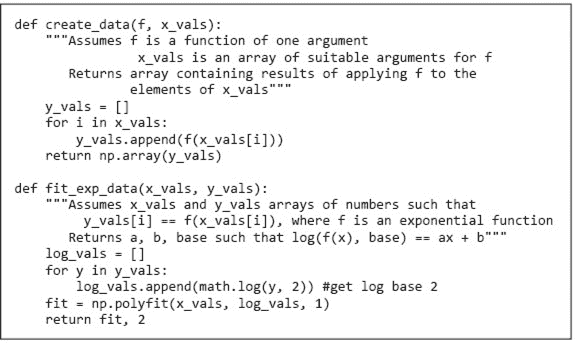 def create_data(f, x_vals):
    """Assumes f is a function of one argument
               x_vals is an array of suitable arguments for f
       Returns array containing results of applying f to the
              elements of x_vals"""
    y_vals = []
    for i in x_vals:
        y_vals.append(f(x_vals[i]))
    return np.array(y_vals)

def fit_exp_data(x_vals, y_vals):
    """Assumes x_vals and y_vals arrays of numbers such that
         y_vals[i] == f(x_vals[i]), where f is an exponential function
       Returns a, b, base such that log(f(x), base) == ax + b"""
    log_vals = []
    for y in y_vals:
        log_vals.append(math.log(y, 2)) #get log base 2
    fit = np.polyfit(x_vals, log_vals, 1)
    return fit, 2